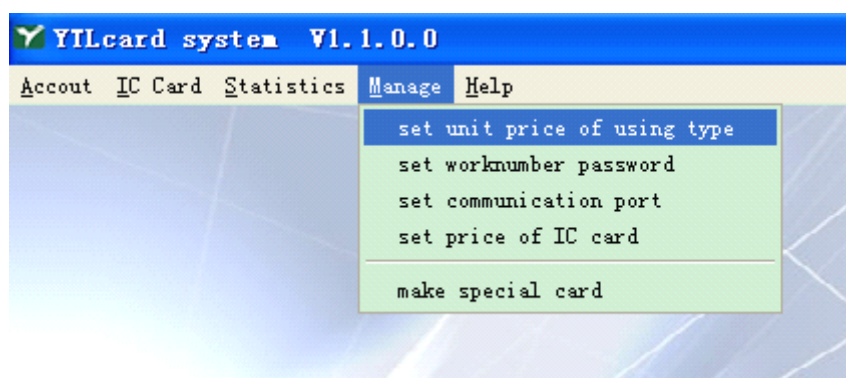 YTLcard system V1.1.0.0
Accout IC Card Statistics Manage Help
set unit price of using type
set worknumber password
set communication port
set price of IC card
make special card